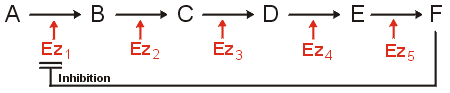 A B C D E F
Ez1 Ez2 Ez3 Ez4 Ez5
Inhibition